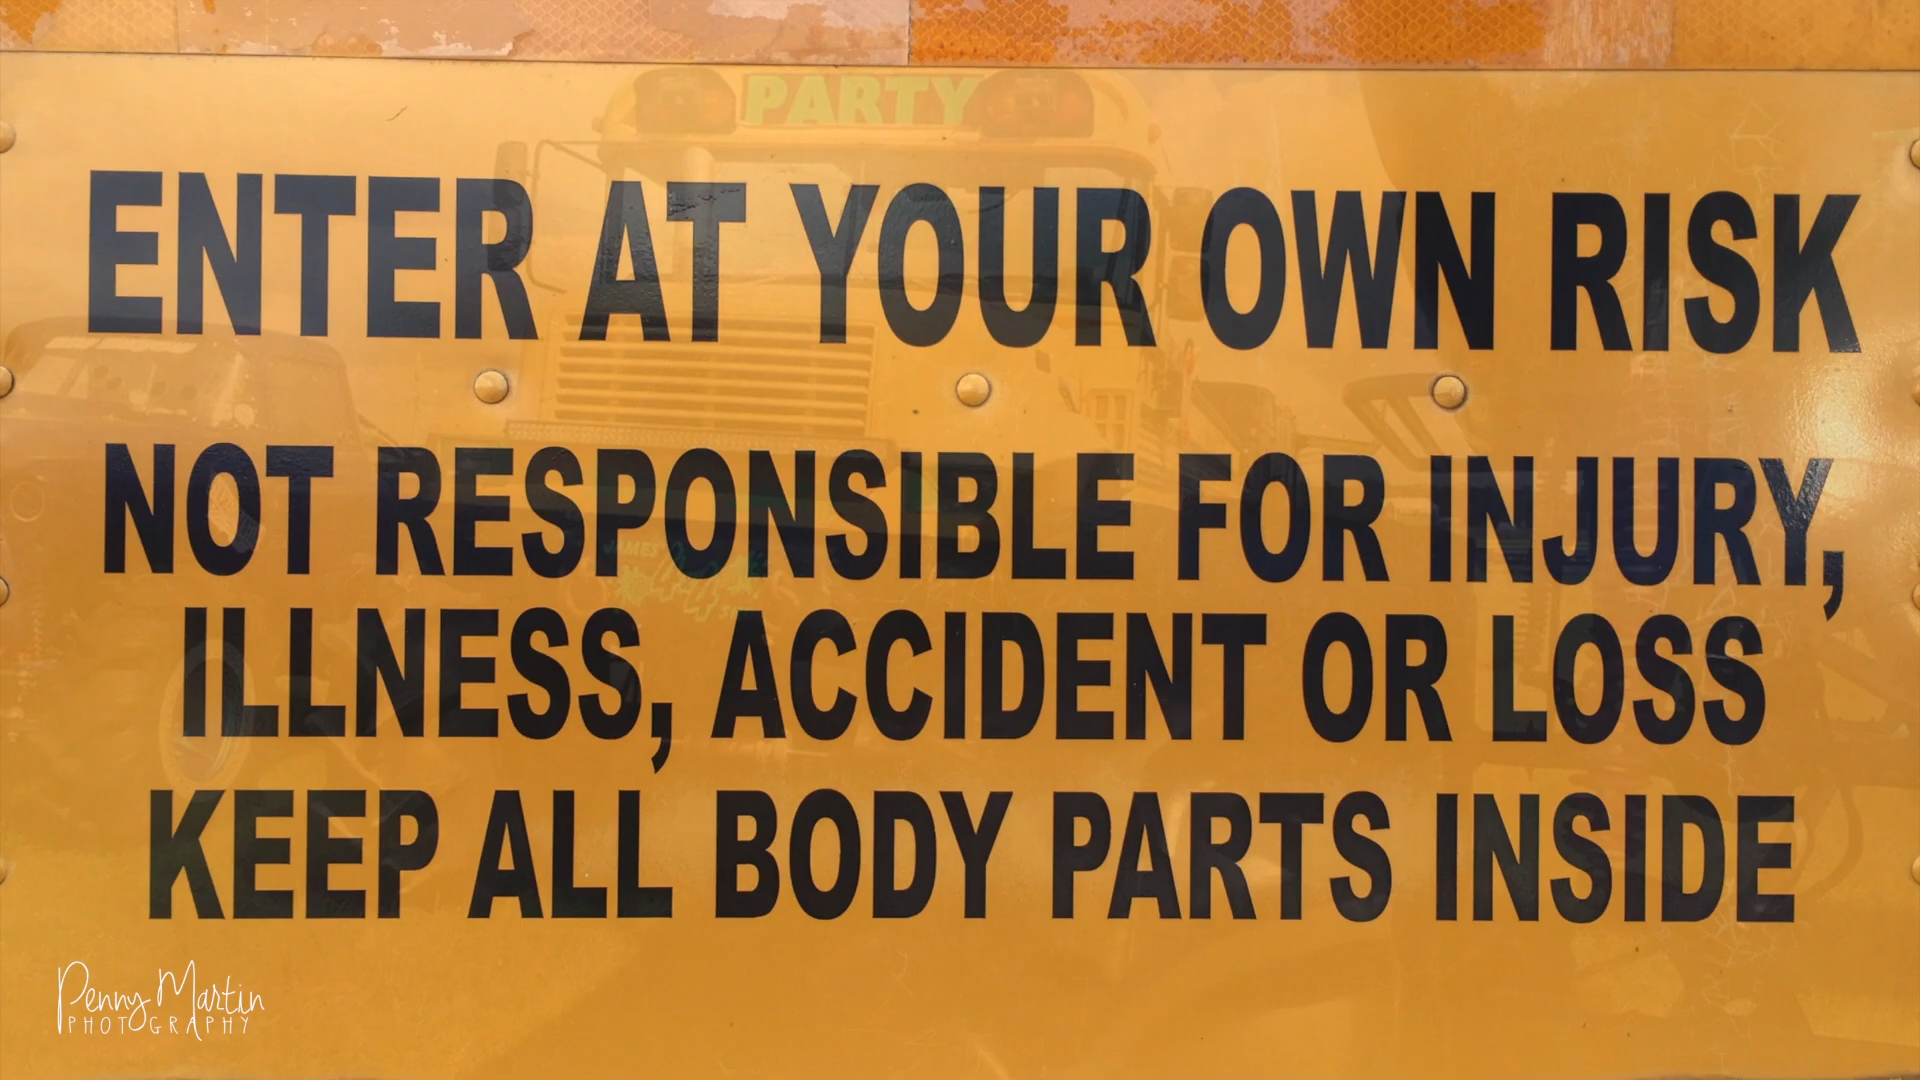 PARTY
ENTER AT YOUR OWN RISK
NOT RESPONSIBLE FOR INJURY,
JAMES
ILLNESS, ACCIDENT OR LOSS
KEEP ALL BODY PARTS INSIDE
Penny Martin
PHOTOGRAPHY